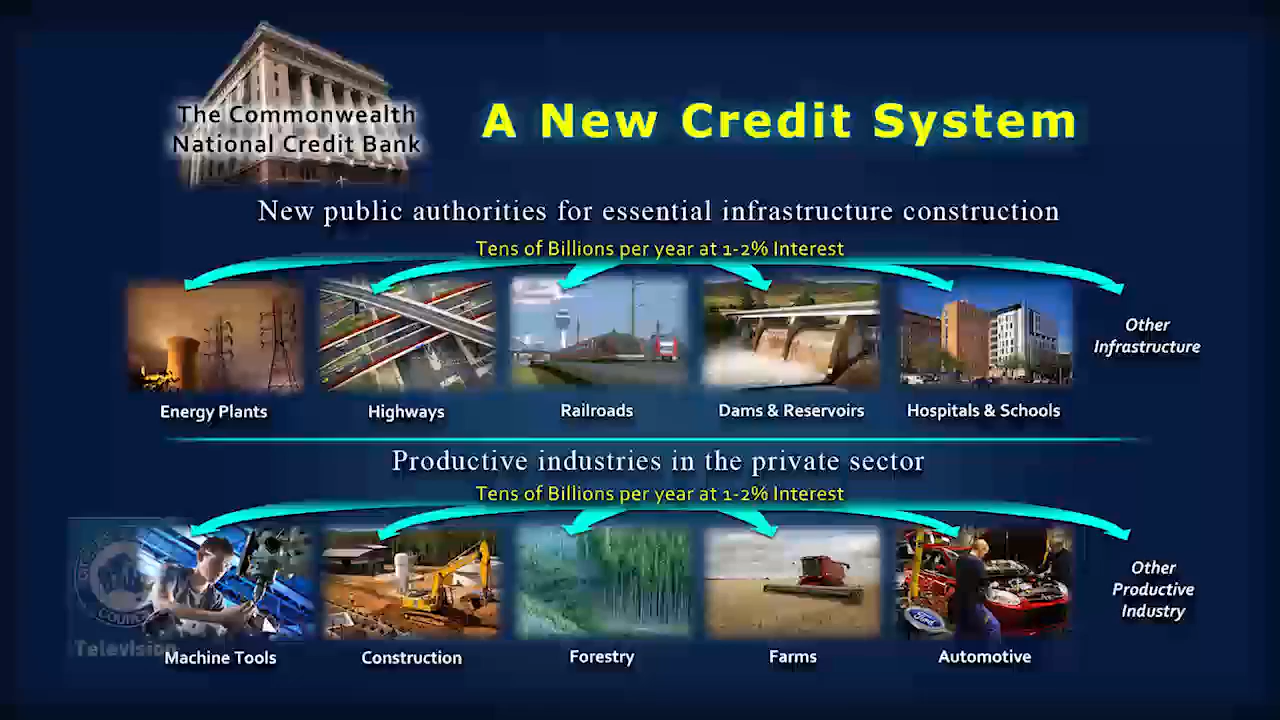 The Commonwealth
National Credit Bank
A New Credit System
New public authorities for essential infrastructure construction
Tens of Billions per year at 1-2% Interest
Other
Infrastructure
Energy Plants
Highways
Railroads
Dams & Reservoirs
Hospitals & Schools
Productive industries in the private sector
Tens of Billions per year at 1-2% Interest
Other
Productive
Industry
Ford
Television
Machine Tools
Construction
Forestry
Farms
Automotive